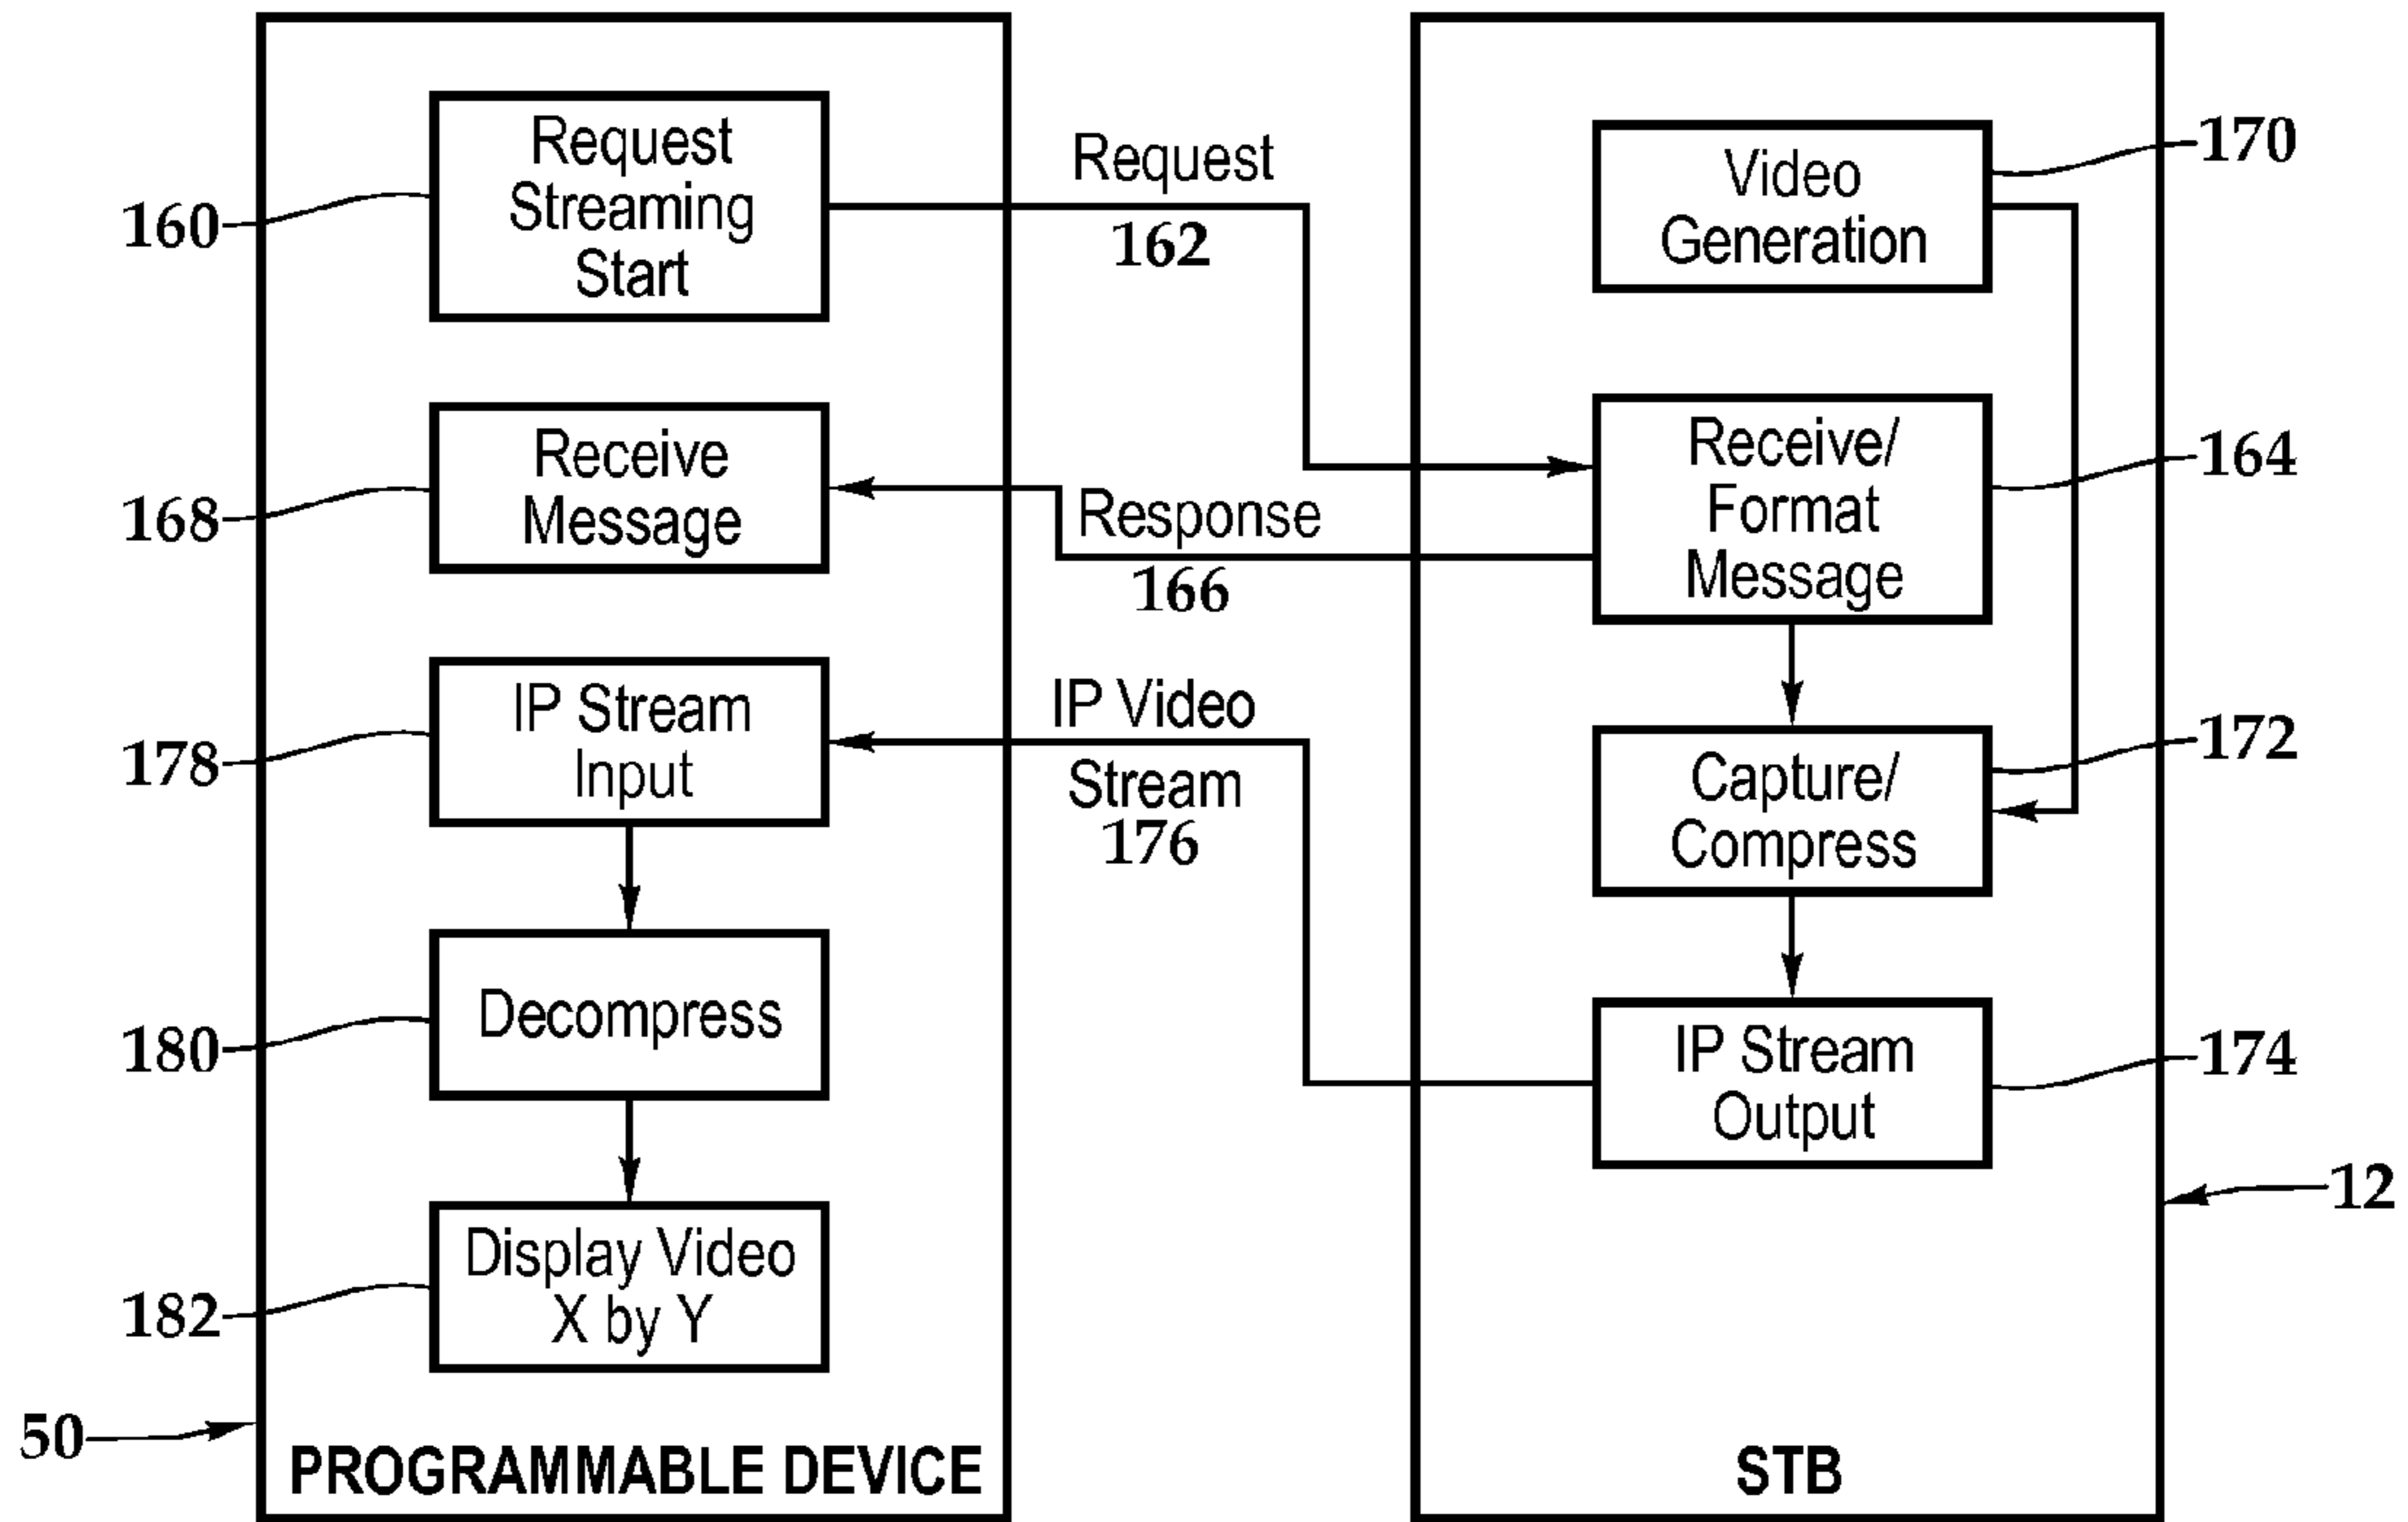 Request
Streaming
Start
160
Request
162
Video
Generation
170
Receive
Message
168
Response
166
Receive/
Format
Message
164
IP Stream
Input
178
IP Video
Stream
176
Capture/
Compress
172
Decompress
180
IP Stream
Output
174
12
Display Video
X by Y
182
50
PROGRAMMABLE DEVICE
STB